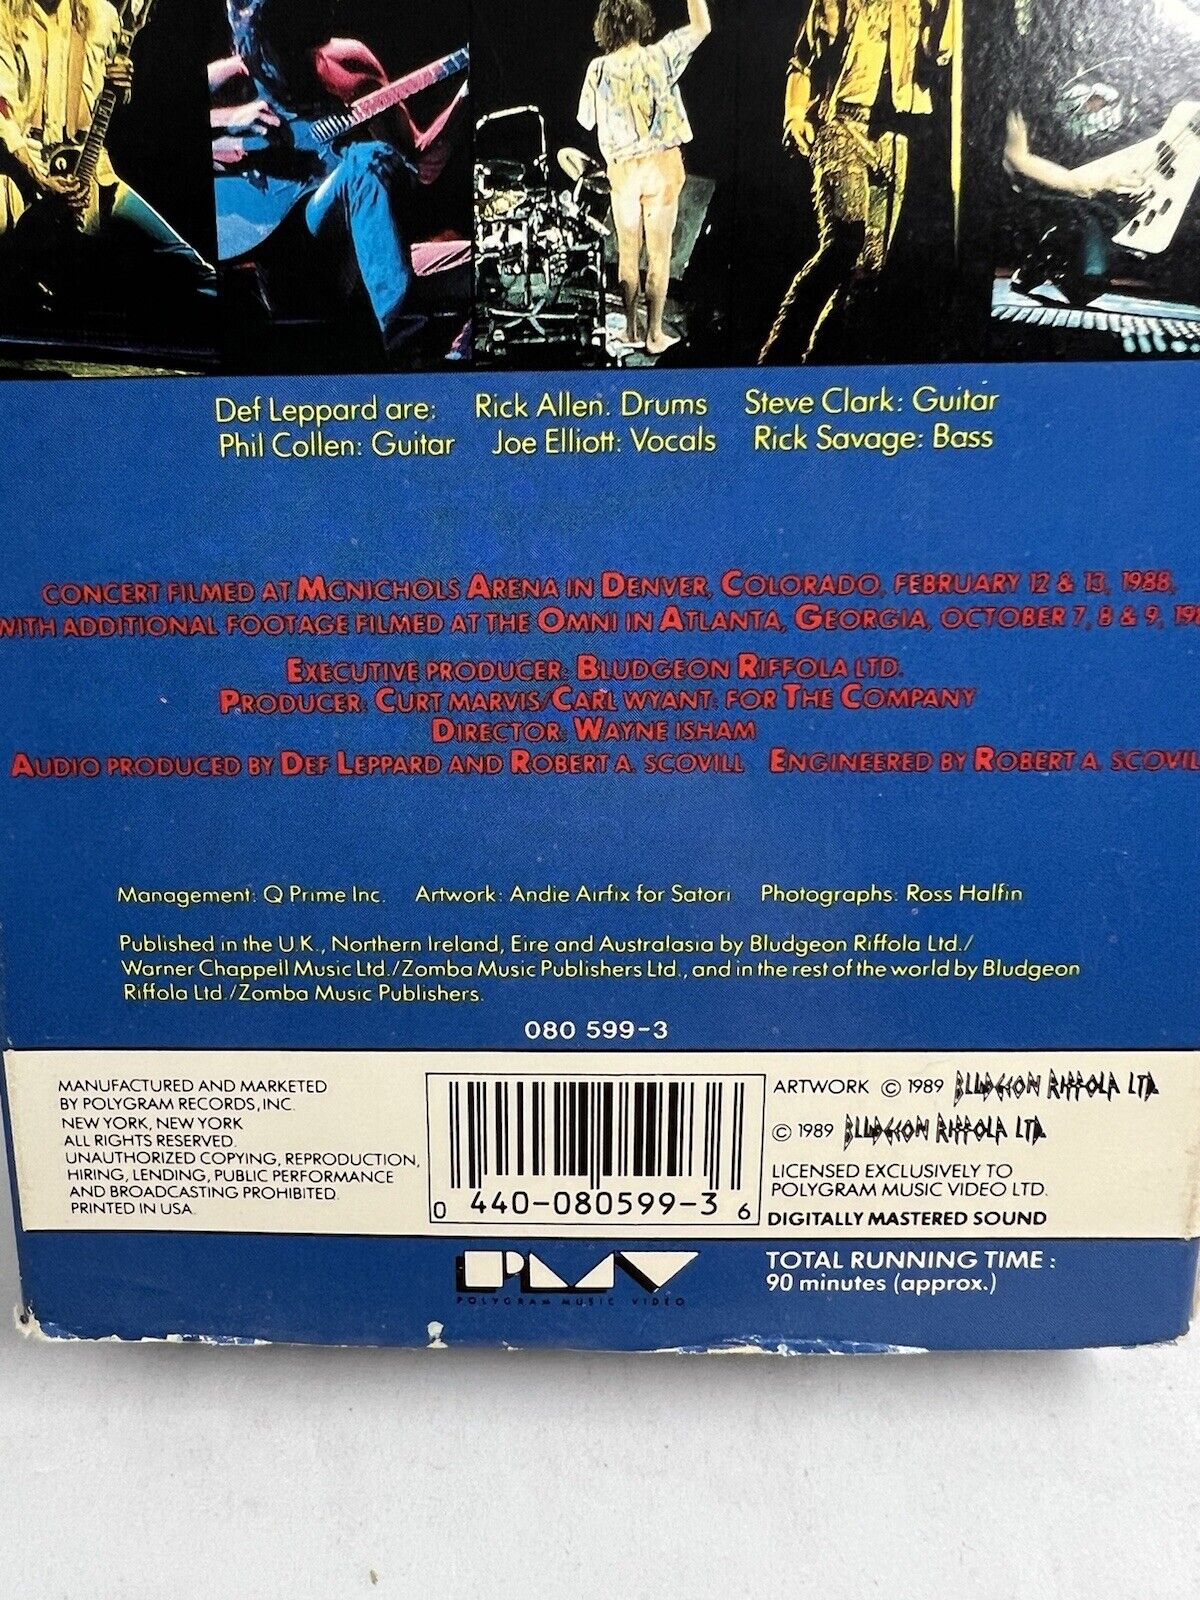 Def Leppard are: Rick Allen: Drums Steve Clark: Guitar
Phil Collen: Guitar Joe Elliott: Vocals Rick Savage: Bass
CONCERT FILMED AT MCNICHOLS ARENA IN DENVER, COLORADO, FEBRUARY 12 & 13, 1988,
WITH ADDITIONAL FOOTAGE FILMED AT THE OMNI IN ATLANTA, GEORGIA, OCTOBER 7, 8 & 9,
EXECUTIVE PRODUCER: BLUDGEON RIFFOLA LTD.
PRODUCER: CURT MARVIS/CARL WYANT: FOR THE COMPANY
DIRECTOR: WAYNE ISHAM
AUDIO PRODUCED BY DEF LEPPARD AND ROBERT A. SCOVILL ENGINEERED BY ROBERT A. SCOVIL
Management: Q Prime Inc. Artwork: Andie Airfix for Satori Photographs: Ross Halfin
Published in the U.K., Northern Ireland, Eire and Australasia by Bludgeon Riffola Ltd./
Warner Chappell Music Ltd./Zomba Music Publishers Ltd., and in the rest of the world by Bludgeon
Riffola Ltd./Zomba Music Publishers.
080 599-3
MANUFACTURED AND MARKETED
BY POLYGRAM RECORDS, INC.
NEW YORK, NEW YORK
ALL RIGHTS RESERVED.
UNAUTHORIZED COPYING, REPRODUCTION,
HIRING, LENDING, PUBLIC PERFORMANCE
AND BROADCASTING PROHIBITED.
PRINTED IN USA
0 440-080599-3 6
ARTWORK © 1989 BLUDGEON RIFFOLA LTD.
© 1989 BLUDGEON RIFFOLA LTD.
LICENSED EXCLUSIVELY TO
POLYGRAM MUSIC VIDEO LTD.
DIGITALLY MASTERED SOUND
PMV
POLYGRAM MUSIC VIDEO
TOTAL RUNNING TIME:
90 minutes (approx.)